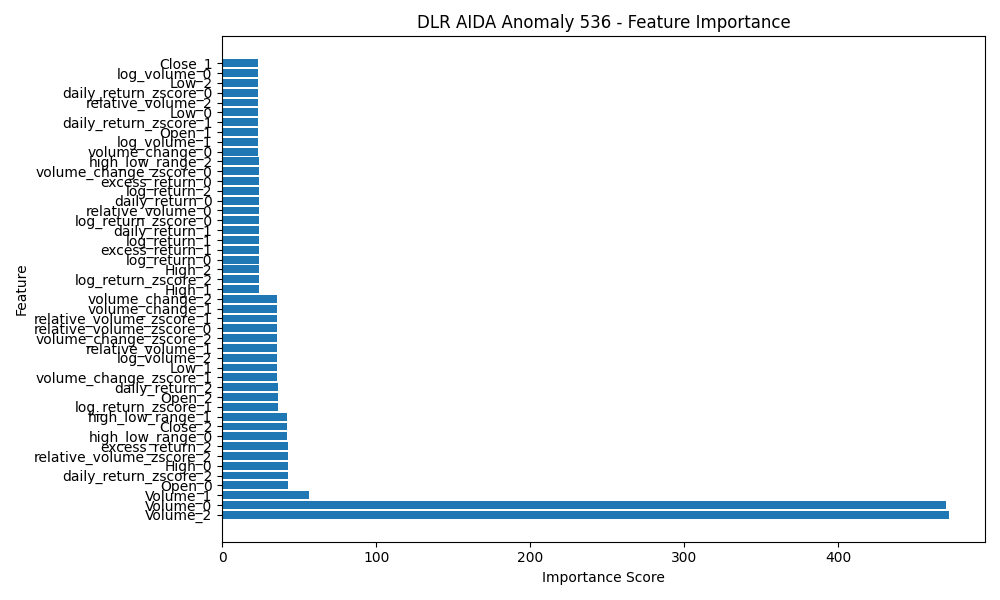 DLR AIDA Anomaly 536 - Feature Importance
Close_1
log_volume_0
Low_2
daily_return_zscore_0
relative_volume_2
Low_0
daily_return_zscore_1
Open_1
log_volume_1
volume_change_0
high_low_range_2
volume_change_zscore_0
excess_return_0
log_return_2
daily_return_0
relative_volume_0
log_return_zscore_0
daily_return_1
log_return_1
excess_return_1
log_return_0
High_2
log_return_zscore_2
High_1
volume_change_2
volume_change_1
relative_volume_zscore_1
relative_volume_zscore_0
volume_change_zscore_2
relative_volume_1
log_volume_2
Low_1
volume_change_zscore_1
daily_return_2
Open_2
log_return_zscore_1
high_low_range_1
Close_2
high_low_range_0
excess_return_2
relative_volume_zscore_2
High_0
daily_return_zscore_2
Open_0
Volume_1
Volume_0
Volume_2
Feature
0 100 200 300 400
Importance Score